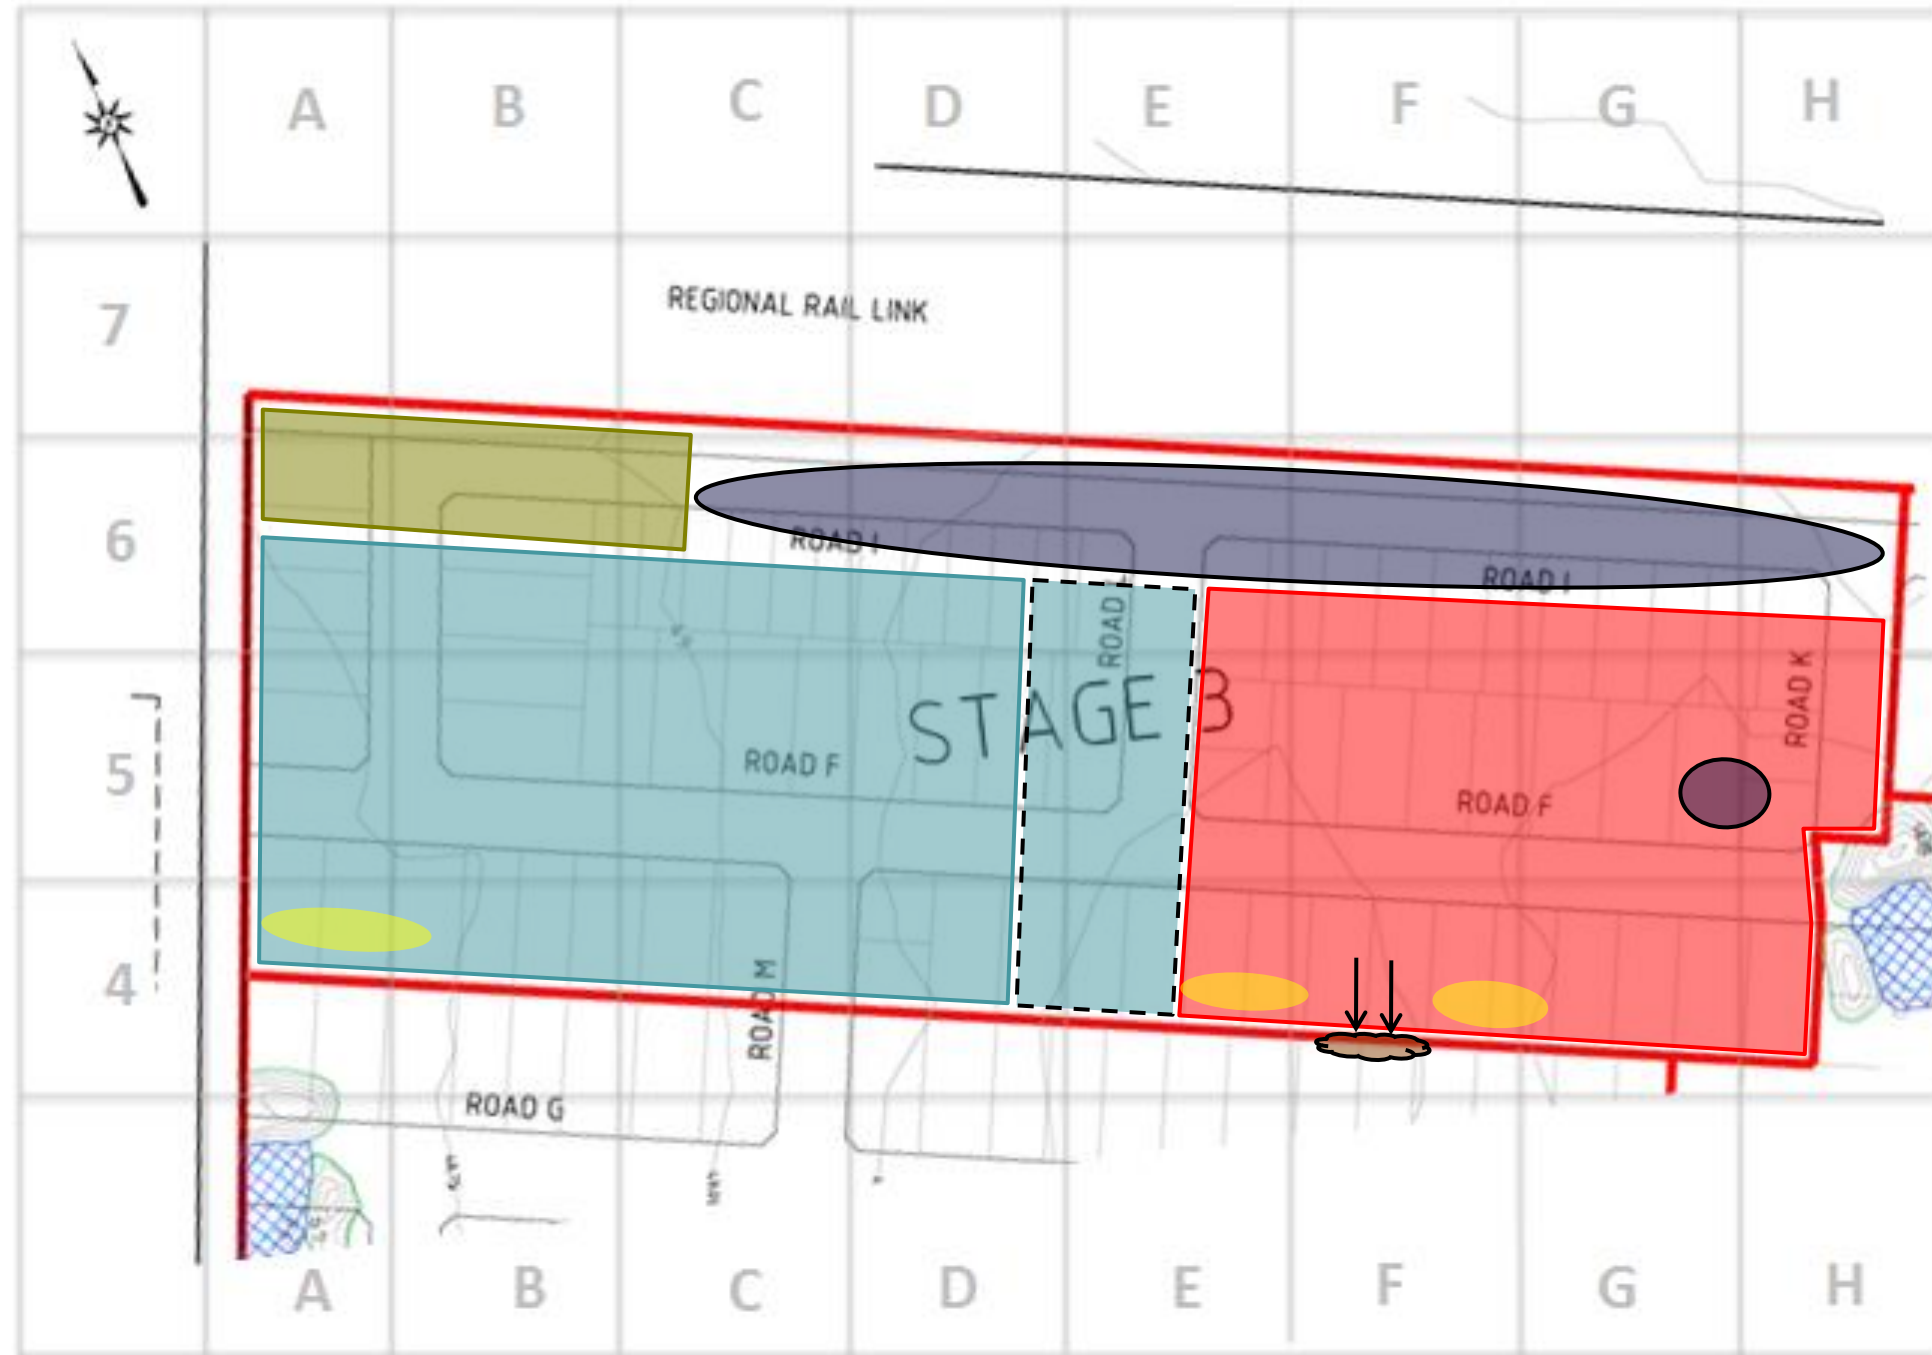 A B C D E F G H
7
REGIONAL RAIL LINK
6
ROAD I
ROAD I
ROAD
ROAD K
STAGE 3
5
ROAD F
ROAD F
4
ROAD M
ROAD G
A B C D E F G H